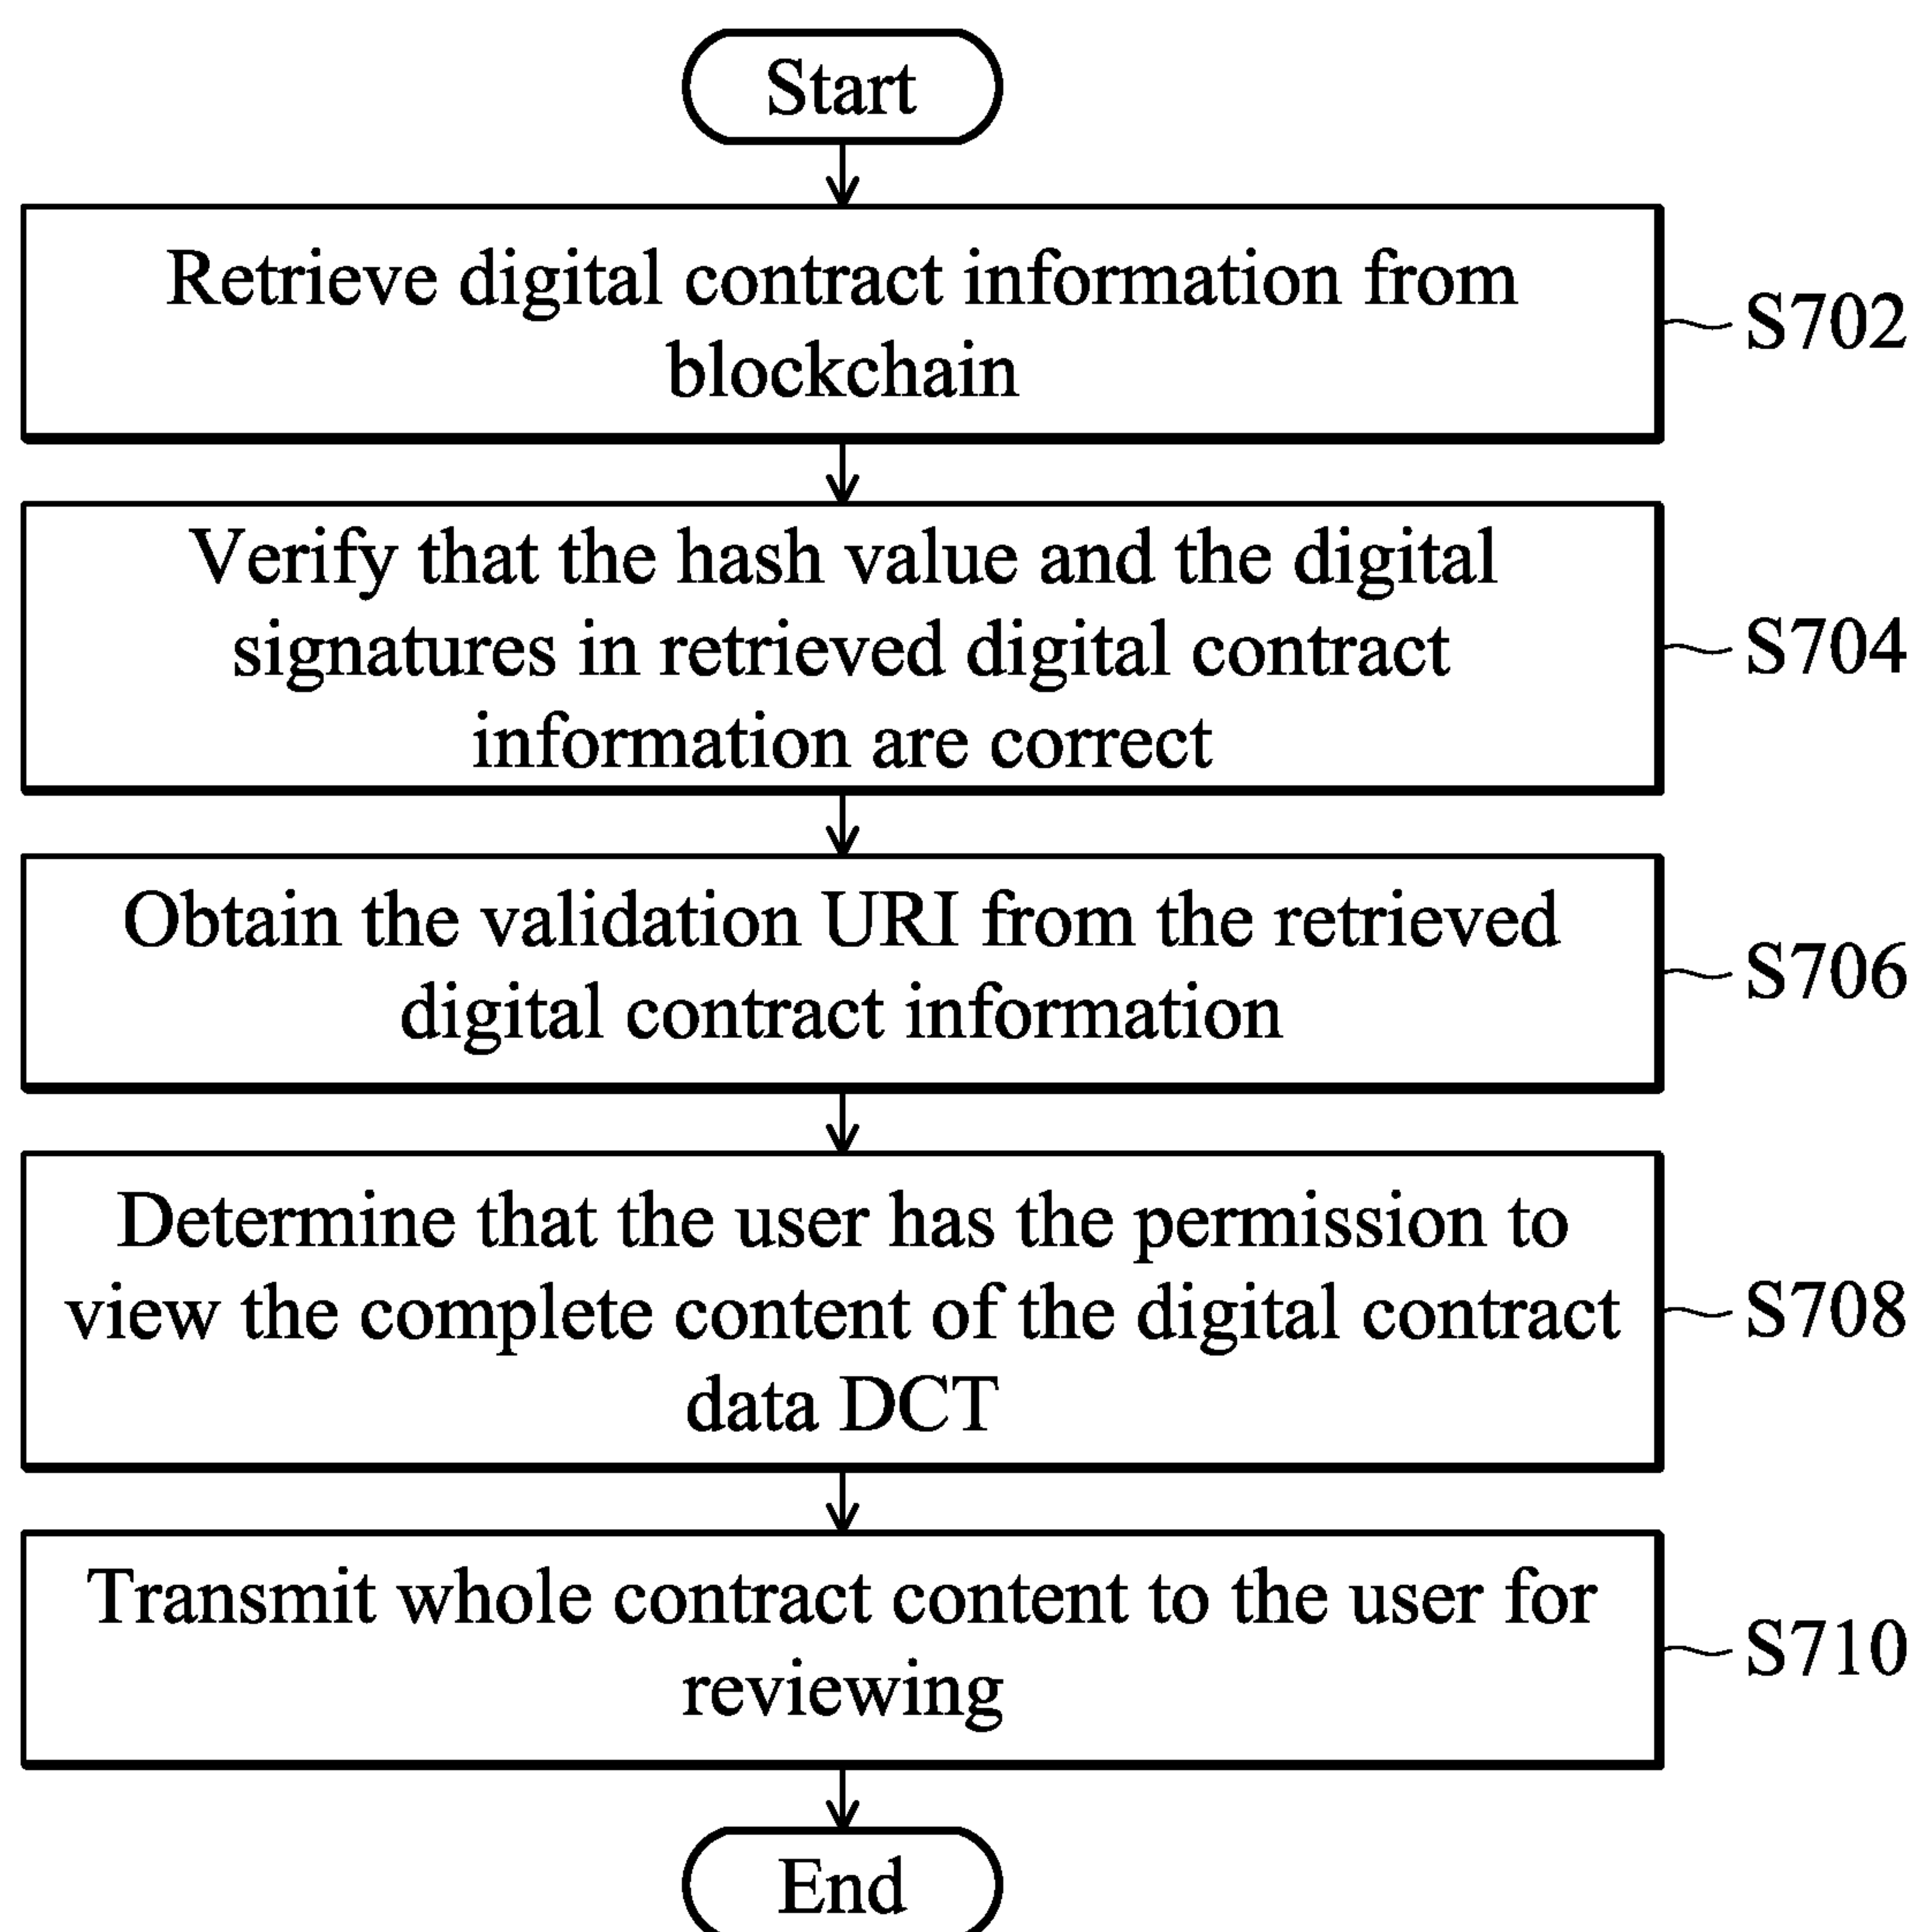 Start
Retrieve digital contract information from
blockchain
S702
Verify that the hash value and the digital
signatures in retrieved digital contract
information are correct
S704
Obtain the validation URI from the retrieved
digital contract information
S706
Determine that the user has the permission to
view the complete content of the digital contract
data DCT
S708
Transmit whole contract content to the user for
reviewing
S710
End